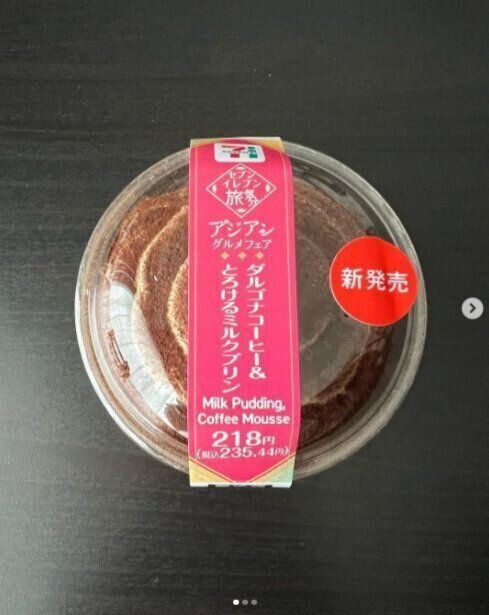 セブン
イレブン
旅気分
アジアン
グルメフェア
ダルゴナコーヒー&
とろけるミルクプリン
Milk Pudding,
Coffee Mousse
218円
(税込235.44円)
新発売